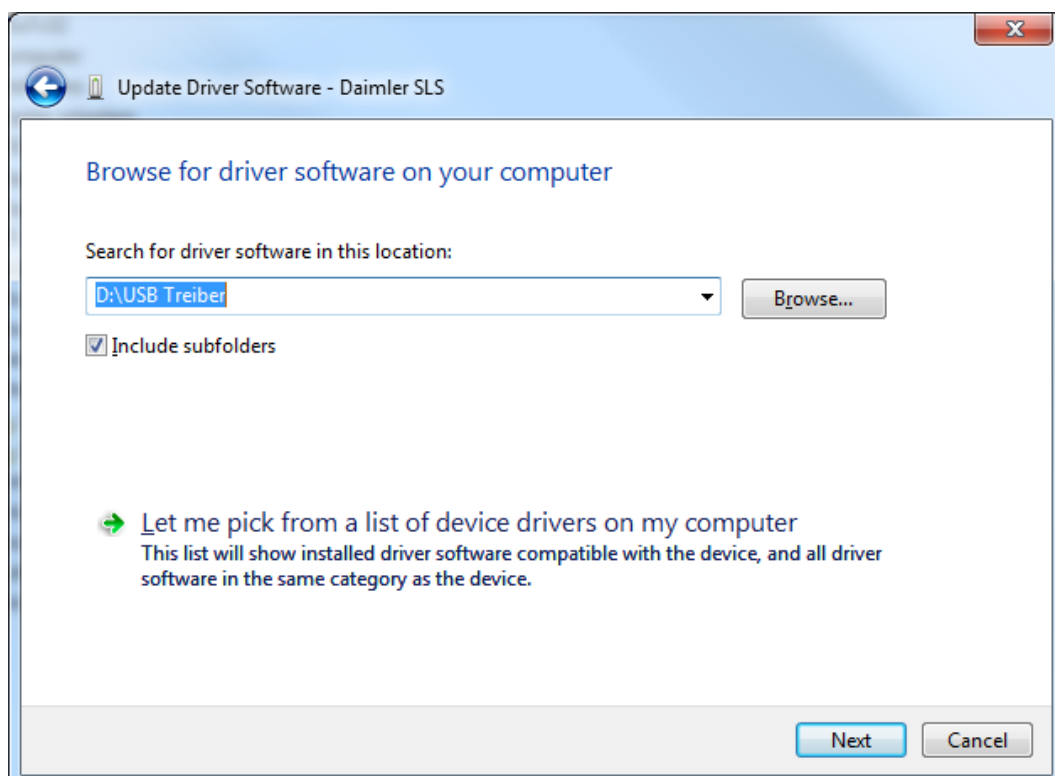 Update Driver Software - Daimler SLS
Browse for driver software on your computer
Search for driver software in this location:
D:\USB Treiber
Browse...
Include subfolders
Let me pick from a list of device drivers on my computer
This list will show installed driver software compatible with the device, and all driver
software in the same category as the device.
Next
Cancel